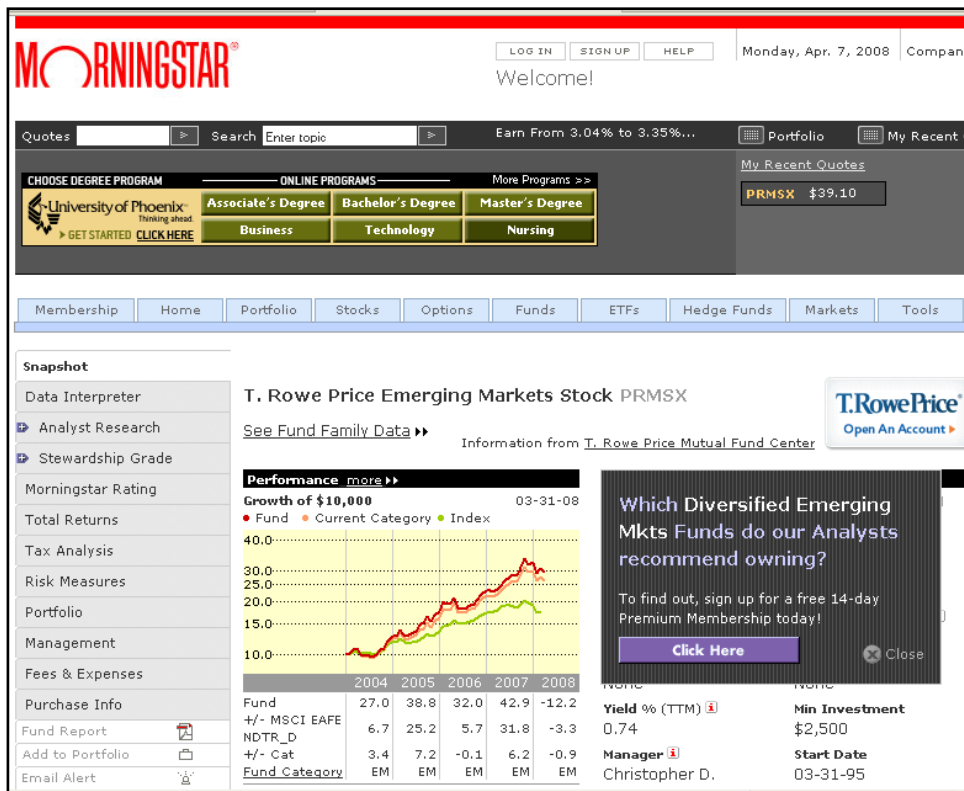 MORNINGSTAR®
LOG IN SIGN UP HELP
Monday, Apr. 7, 2008
Welcome!
Quotes Search Enter topic
Earn From 3.04% to 3.35%...
Portfolio My Recent
My Recent Quotes
PRMSX $39.10
CHOOSE DEGREE PROGRAM ONLINE PROGRAMS More Programs >>
University of Phoenix
Thinking ahead.
GET STARTED CLICK HERE
Associate's Degree Bachelor's Degree Master's Degree
Business Technology Nursing
Membership Home Portfolio Stocks Options Funds ETFs Hedge Funds Markets Tools
Snapshot
Data Interpreter
Analyst Research
Stewardship Grade
Morningstar Rating
Total Returns
Tax Analysis
Risk Measures
Portfolio
Management
Fees & Expenses
Purchase Info
Fund Report
Add to Portfolio
Email Alert
T. Rowe Price Emerging Markets Stock PRMSX
See Fund Family Data
Information from T. Rowe Price Mutual Fund Center
T.RowePrice
Open An Account
Performance more
Growth of $10,000 03-31-08
Fund Current Category Index
40.0
30.0
25.0
20.0
15.0
10.0
2004 2005 2006 2007 2008
Fund 27.0 38.8 32.0 42.9 -12.2
+/- MSCI EAFE
NDTR_D 6.7 25.2 5.7 31.8 -3.3
+/- Cat 3.4 7.2 -0.1 6.2 -0.9
Fund Category EM EM EM EM EM
Which Diversified Emerging
Mkts Funds do our Analysts
recommend owning?
To find out, sign up for a free 14-day
Premium Membership today!
Click Here
Close
Yield % (TTM) Min Investment
0.74 $2,500
Manager Start Date
Christopher D. 03-31-95